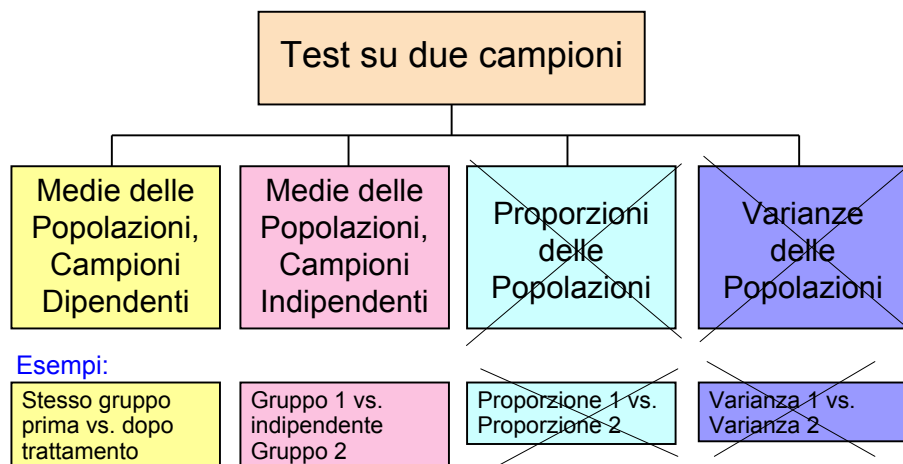 Test su due campioni
Medie delle
Popolazioni,
Campioni
Dipendenti
Medie delle
Popolazioni,
Campioni
Indipendenti
Proporzioni
delle
Popolazioni
Varianze
delle
Popolazioni
Esempi:
Stesso gruppo
prima vs. dopo
trattamento
Gruppo 1 vs.
indipendente
Gruppo 2
Proporzione 1 vs.
Proporzione 2
Varianza 1 vs.
Varianza 2